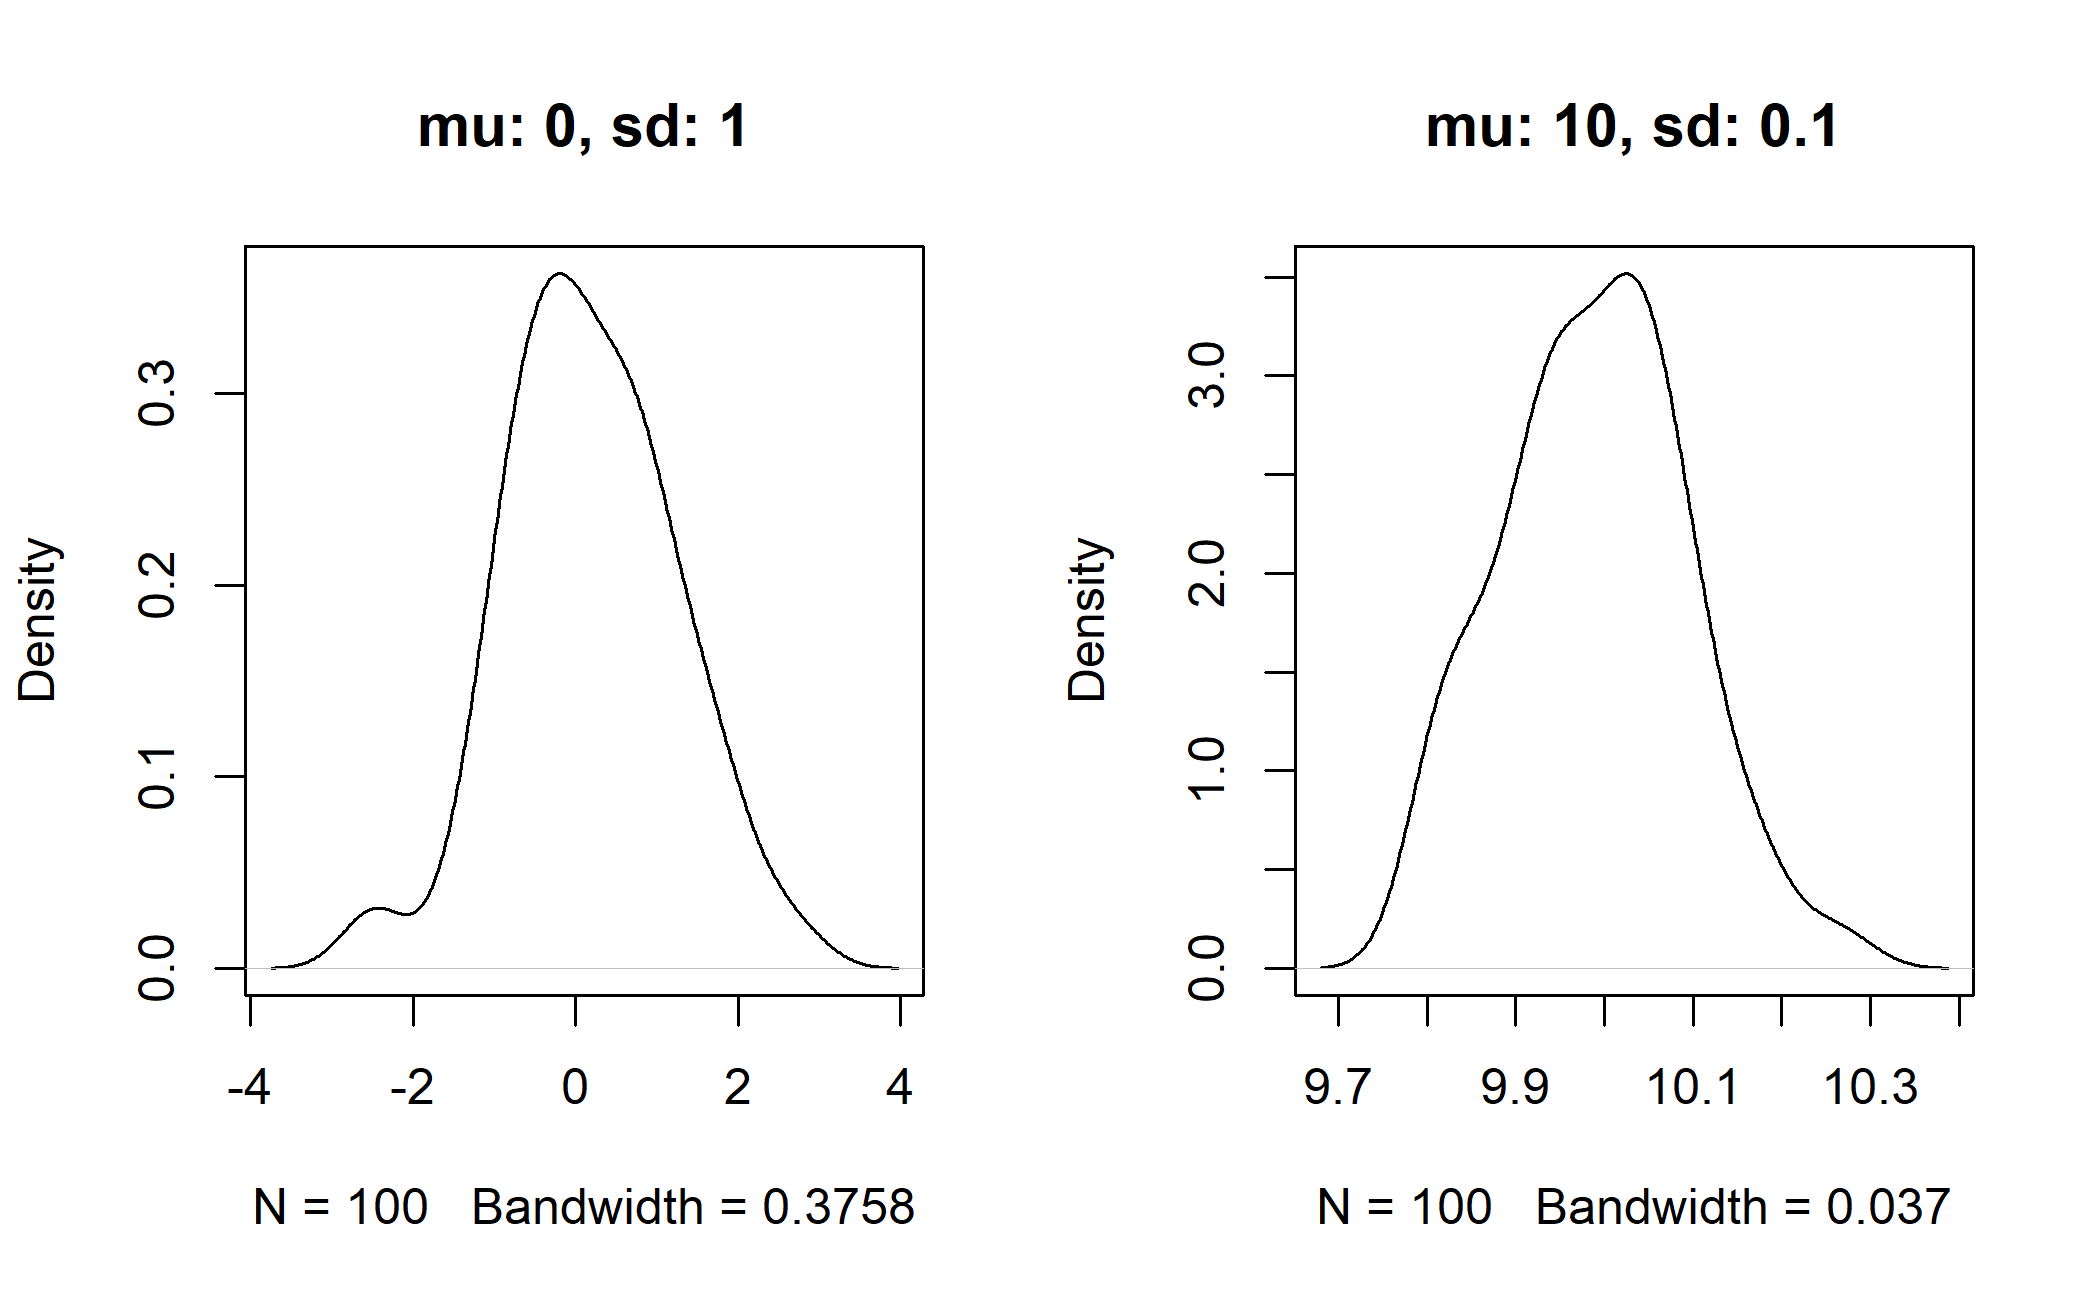 mu: 0, sd: 1
Density
0.0 0.1 0.2 0.3
-4 -2 0 2 4
N = 100 Bandwidth = 0.3758
mu: 10, sd: 0.1
Density
0.0 1.0 2.0 3.0
9.7 9.9 10.1 10.3
N = 100 Bandwidth = 0.037